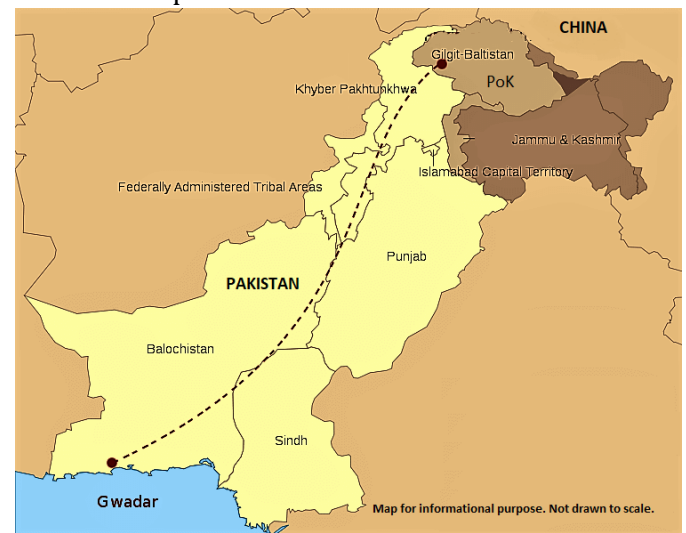 CHINA
Gilgit-Baltistan
PoK
Khyber Pakhtunkhwa
Jammu & Kashmir
Islamabad Capital Territory
Federally Administered Tribal Areas
Punjab
PAKISTAN
Balochistan
Sindh
Gwadar
Map for informational purpose. Not drawn to scale.